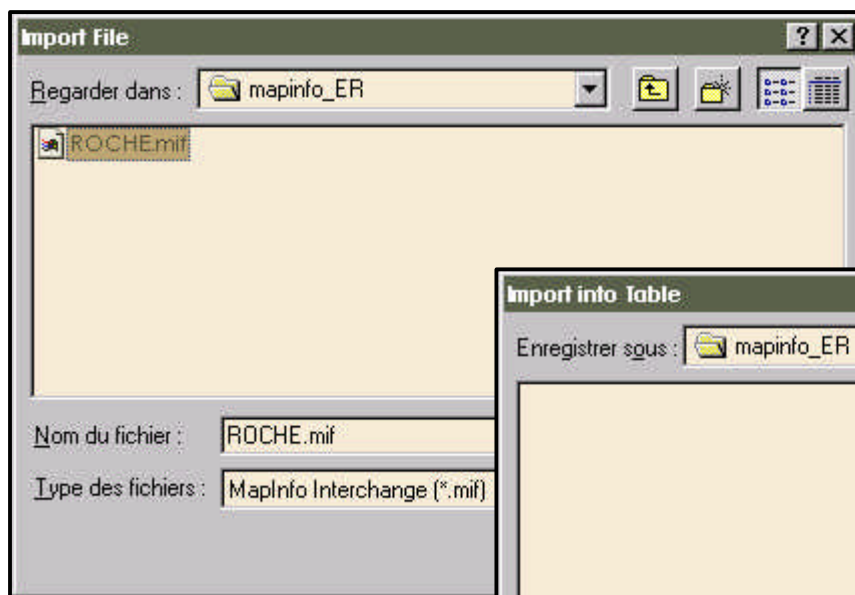 Import File
Regarder dans : mapinfo_ER
ROCHE.mif
Import into Table
Enregistrer sous : mapinfo_ER
Nom du fichier : ROCHE.mif
Type des fichiers : MapInfo Interchange (*.mif)